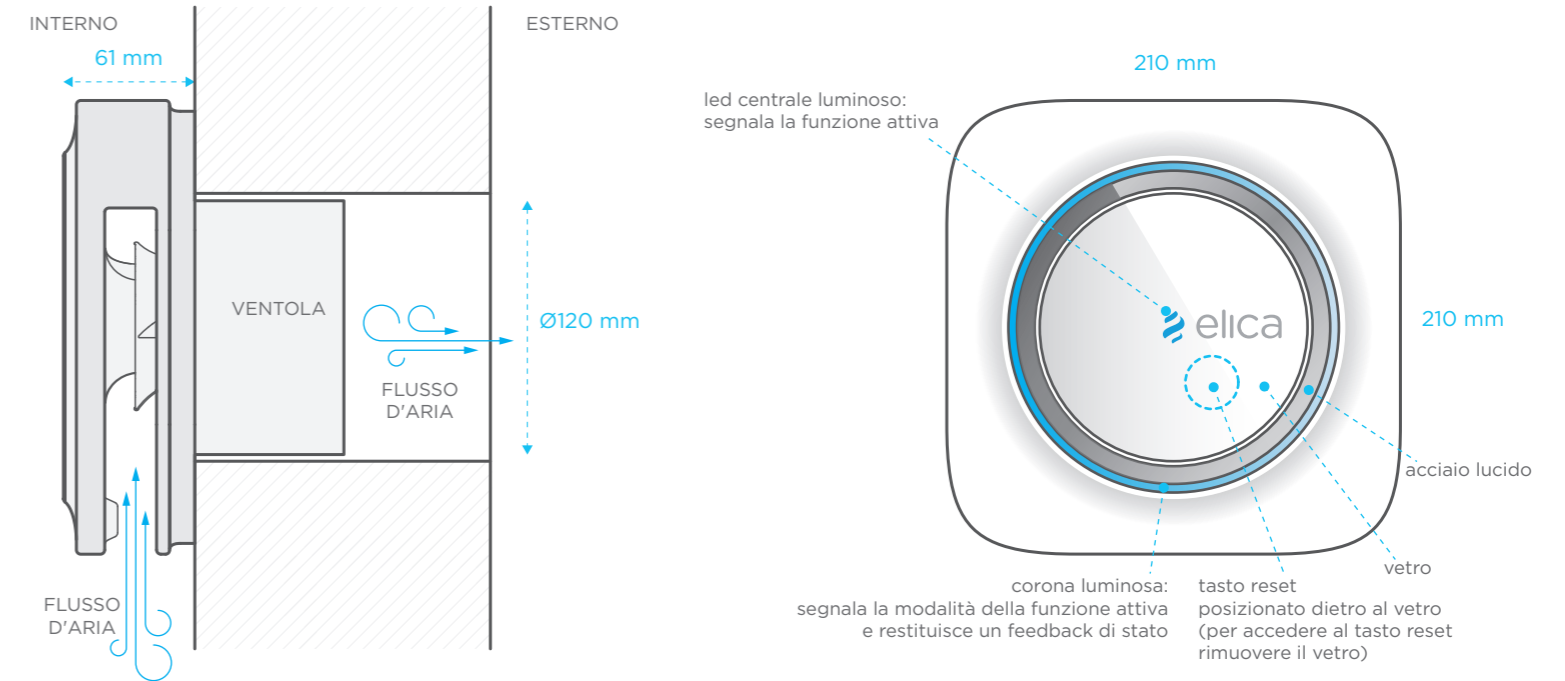 INTERNO
ESTERNO
61 mm
VENTOLA
Ø120 mm
FLUSSO
D'ARIA
FLUSSO
D'ARIA
210 mm
led centrale luminoso:
segnala la funzione attiva
elica
210 mm
acciaio lucido
vetro
corona luminosa:
segnala la modalità della funzione attiva
e restituisce un feedback di stato
tasto reset
posizionato dietro al vetro
(per accedere al tasto reset
rimuovere il vetro)